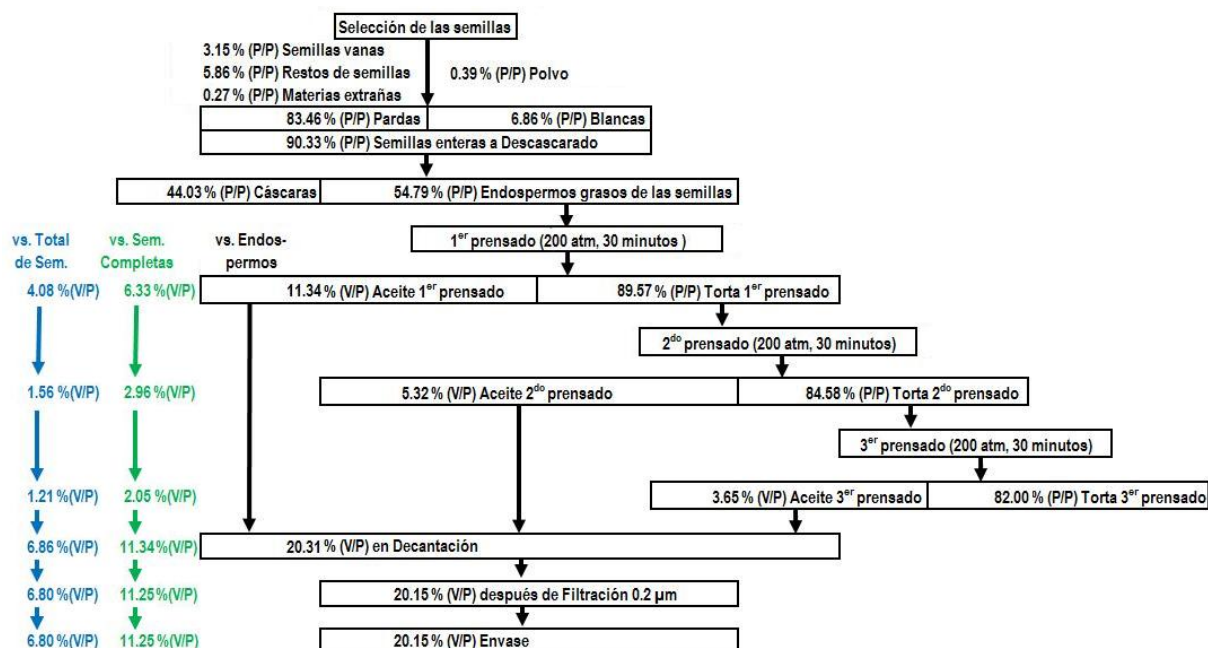 Selección de las semillas
3.15 % (P/P) Semillas vanas
5.86 % (P/P) Restos de semillas
0.39 % (P/P) Polvo
0.27 % (P/P) Materias extrañas
83.46 % (P/P) Pardas
6.86 % (P/P) Blancas
90.33 % (P/P) Semillas enteras a Descascarado
44.03 % (P/P) Cáscaras
54.79 % (P/P) Endospermos grasos de las semillas
vs. Total
de Sem.
vs. Sem.
Completas
vs. Endos-
permos
1er prensado (200 atm, 30 minutos )
4.08 %(V/P)
6.33 %(V/P)
11.34 % (V/P) Aceite 1er prensado
89.57 % (P/P) Torta 1er prensado
2do prensado (200 atm, 30 minutos)
1.56 %(V/P)
2.96 %(V/P)
5.32 % (V/P) Aceite 2do prensado
84.58 % (P/P) Torta 2do prensado
3er prensado (200 atm, 30 minutos)
1.21 %(V/P)
2.05 %(V/P)
3.65 % (V/P) Aceite 3er prensado
82.00 % (P/P) Torta 3er prensado
6.86 %(V/P)
11.34 %(V/P)
20.31 % (V/P) en Decantación
6.80 %(V/P)
11.25 %(V/P)
20.15 % (V/P) después de Filtración 0.2 µm
6.80 %(V/P)
11.25 %(V/P)
20.15 % (V/P) Envase